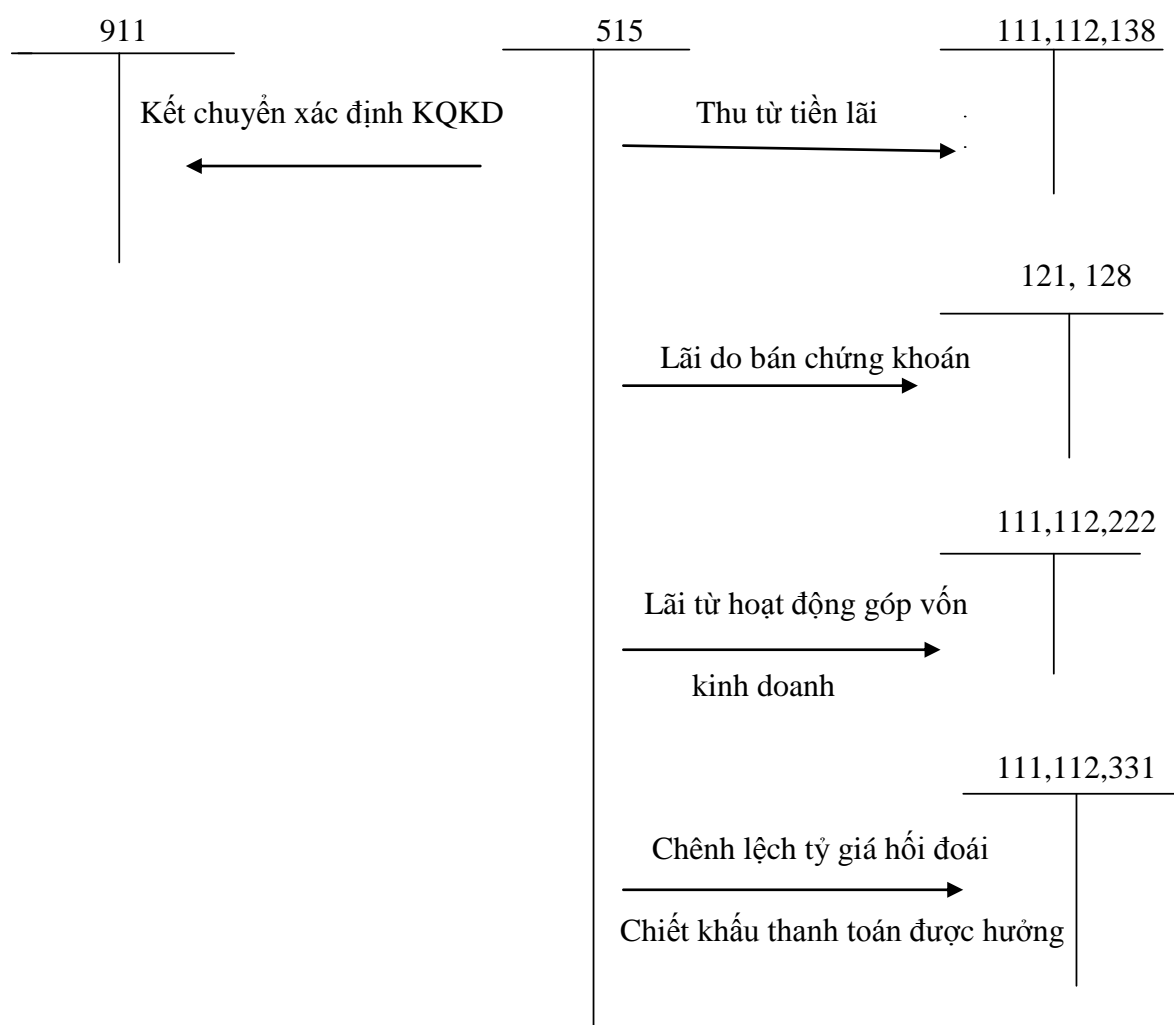 911
515
111,112,138
Kết chuyển xác định KQKD
Thu từ tiền lãi
121, 128
Lãi do bán chứng khoán
111,112,222
Lãi từ hoạt động góp vốn
kinh doanh
111,112,331
Chênh lệch tỷ giá hối đoái
Chiết khấu thanh toán được hưởng